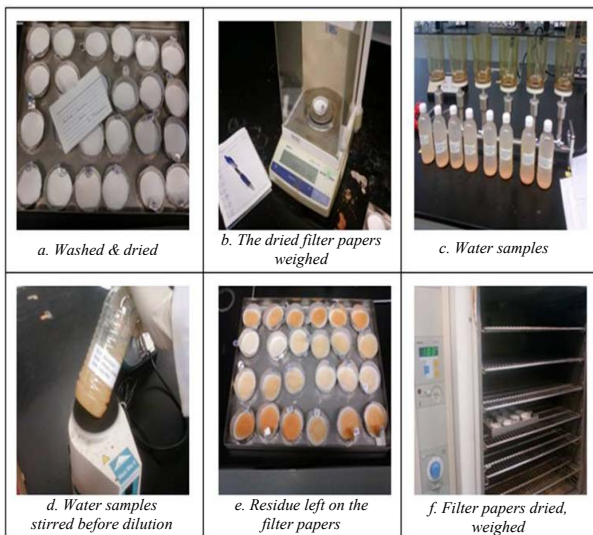 a. Washed & dried
b. The dried filter papers
weighed
c. Water samples
d. Water samples
stirred before dilution
e. Residue left on the
filter papers
f. Filter papers dried,
weighed